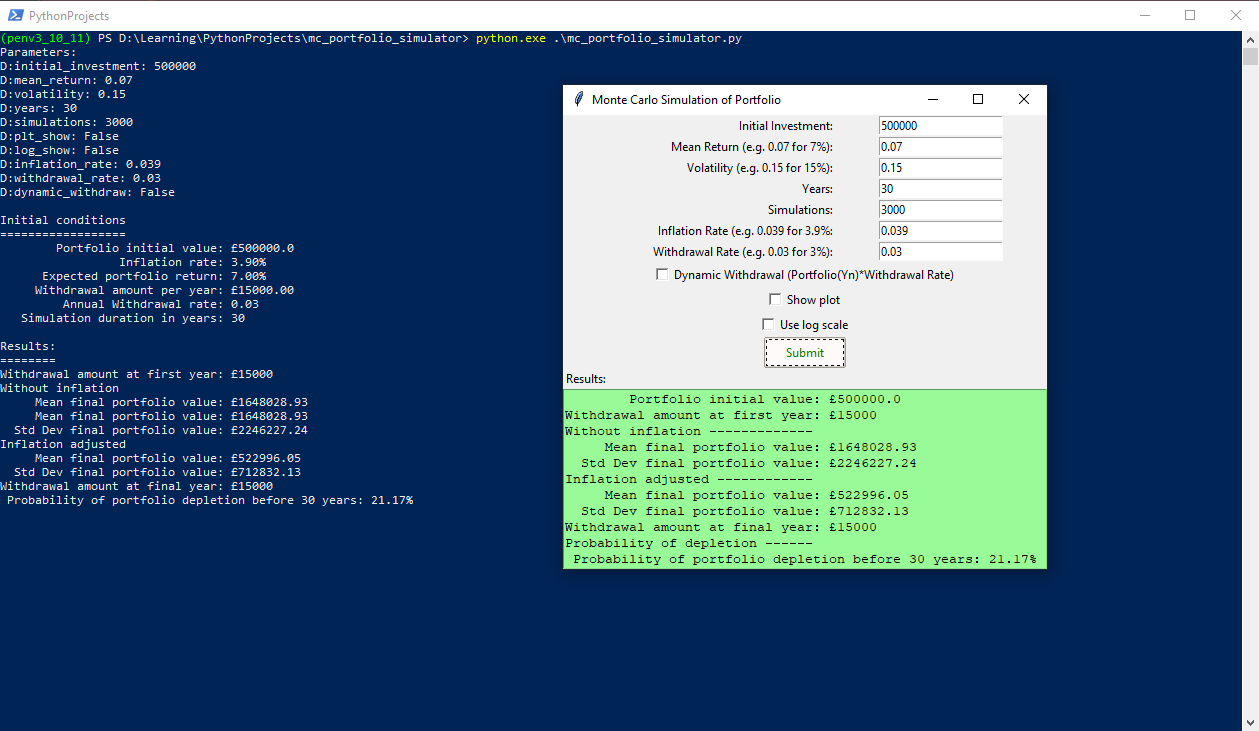 PythonProjects
(penv3_10_11) PS D:\Learning\PythonProjects\mc_portfolio_simulator> python.exe .\mc_portfolio_simulator.py
Parameters:
D:initial_investment: 500000
D:mean_return: 0.07
D:volatility: 0.15
D:years: 30
D:simulations: 3000
D:plt_show: False
D:log_show: False
D:inflation_rate: 0.039
D:withdrawal_rate: 0.03
D:dynamic_withdraw: False
Initial conditions
==================
Portfolio initial value: £500000.0
Inflation rate: 3.90%
Expected portfolio return: 7.00%
Withdrawal amount per year: £15000.00
Annual Withdrawal rate: 0.03
Simulation duration in years: 30
Results:
========
Withdrawal amount at first year: £15000
Without inflation
Mean final portfolio value: £1648028.93
Mean final portfolio value: £1648028.93
Std Dev final portfolio value: £2246227.24
Inflation adjusted
Mean final portfolio value: £522996.05
Std Dev final portfolio value: £712832.13
Withdrawal amount at final year: £15000
Probability of portfolio depletion before 30 years: 21.17%
Monte Carlo Simulation of Portfolio
Initial Investment: 500000
Mean Return (e.g. 0.07 for 7%): 0.07
Volatility (e.g. 0.15 for 15%): 0.15
Years: 30
Simulations: 3000
Inflation Rate (e.g. 0.039 for 3.9%: 0.039
Withdrawal Rate (e.g. 0.03 for 3%): 0.03
Dynamic Withdrawal (Portfolio(Yn)*Withdrawal Rate)
Show plot
Use log scale
Submit
Results:
Portfolio initial value: £500000.0
Withdrawal amount at first year: £15000
Without inflation -------------
Mean final portfolio value: £1648028.93
Std Dev final portfolio value: £2246227.24
Inflation adjusted ------------
Mean final portfolio value: £522996.05
Std Dev final portfolio value: £712832.13
Withdrawal amount at final year: £15000
Probability of depletion ------
Probability of portfolio depletion before 30 years: 21.17%